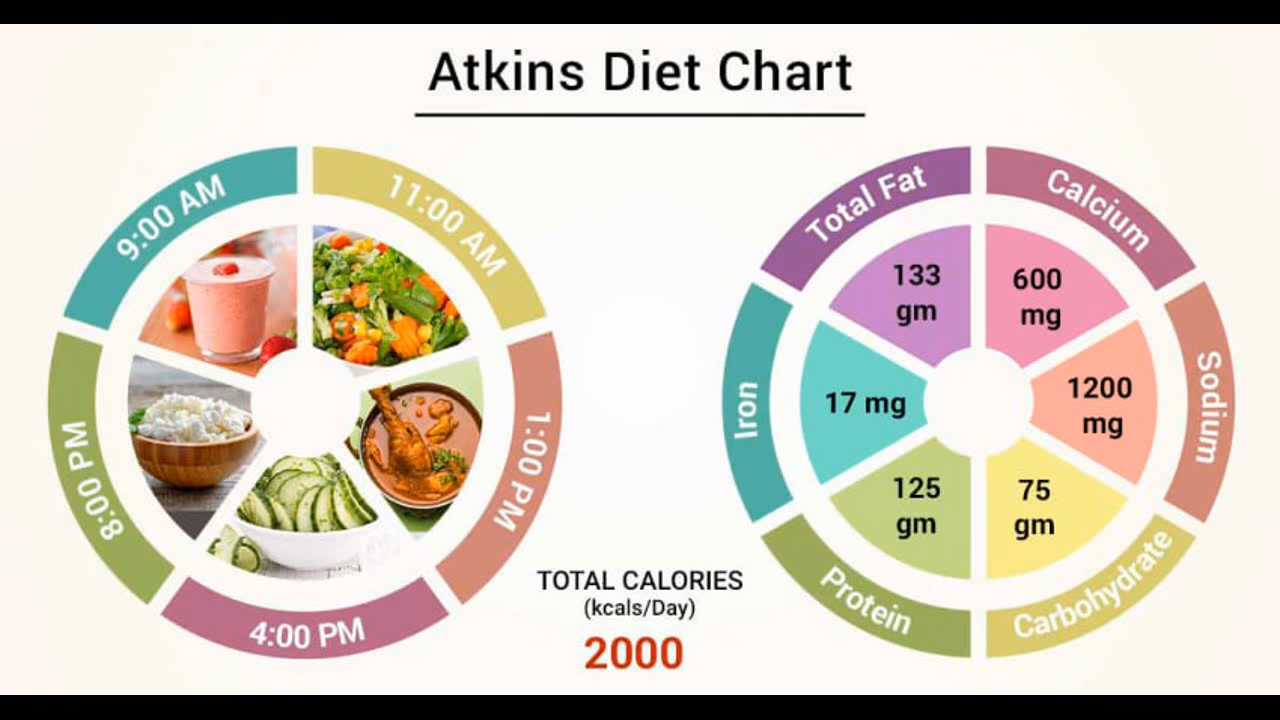 Atkins Diet Chart
9:00 AM
11:00 AM
1:00 PM
4:00 PM
8:00 PM
TOTAL CALORIES
(kcals/Day)
2000
Total Fat
133
gm
Calcium
600
mg
Sodium
1200
mg
Carbohydrate
75
gm
Protein
125
gm
Iron
17 mg